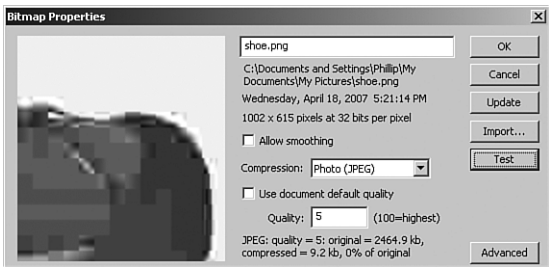 Bitmap Properties
shoe.png
C:\Documents and Settings\Phillip\My
Documents\My Pictures\shoe.png
Wednesday, April 18, 2007 5:21:14 PM
1002 x 615 pixels at 32 bits per pixel
Allow smoothing
Compression: Photo (JPEG)
Use document default quality
Quality: 5 (100=highest)
JPEG: quality = 5: original = 2464.9 kb,
compressed = 9.2 kb, 0% of original
OK
Cancel
Update
Import...
Test
Advanced